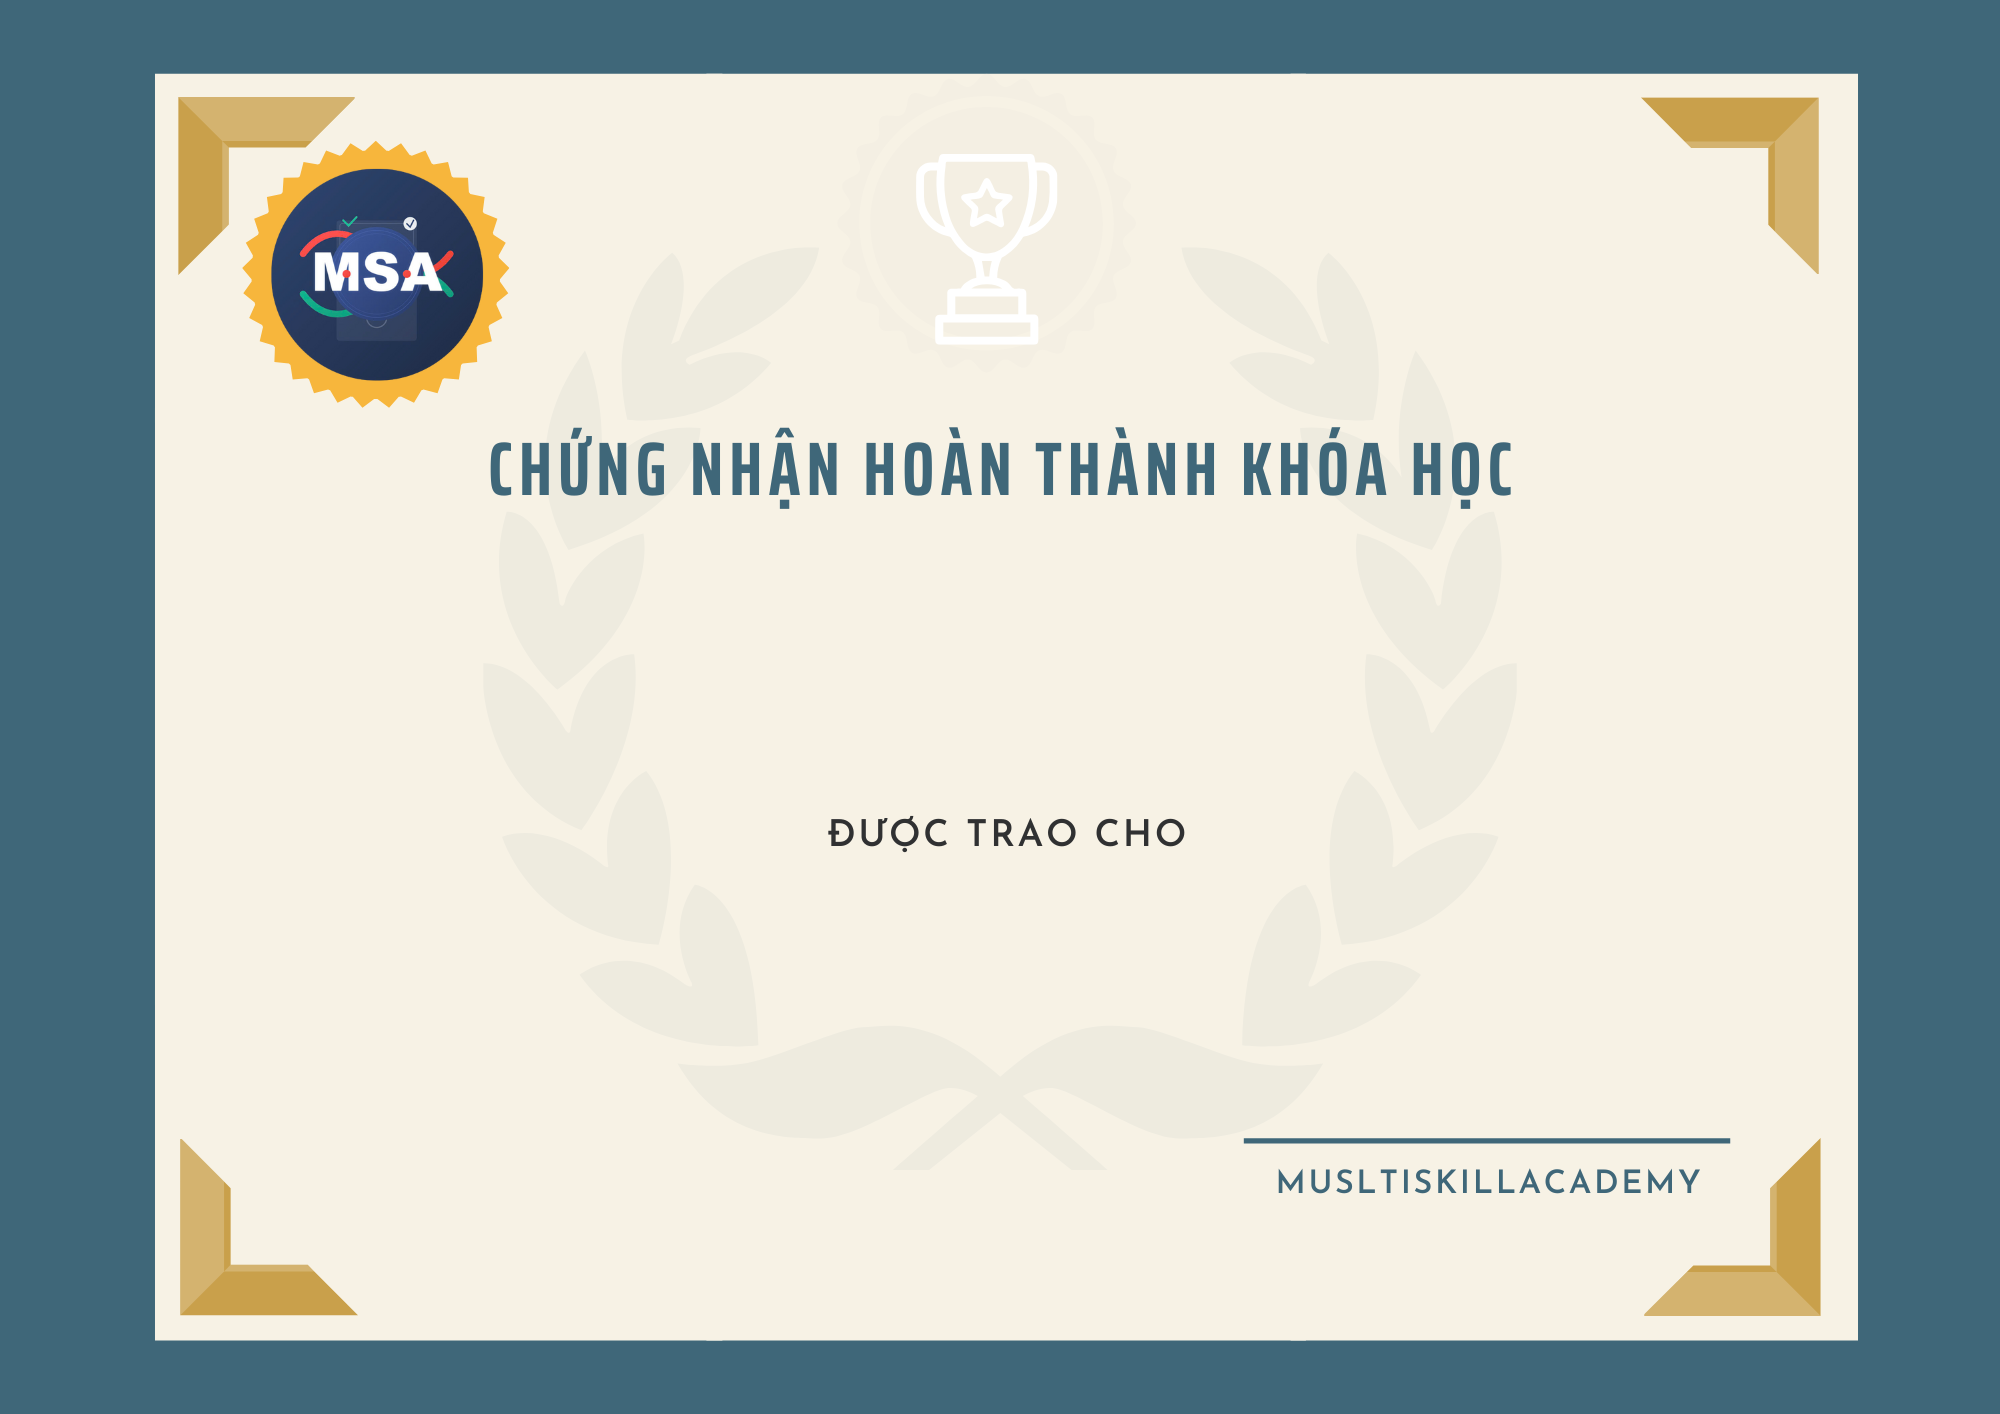 MSA
CHỨNG NHẬN HOÀN THÀNH KHÓA HỌC
ĐƯỢC TRAO CHO
MUSLTISKILLACADEMY